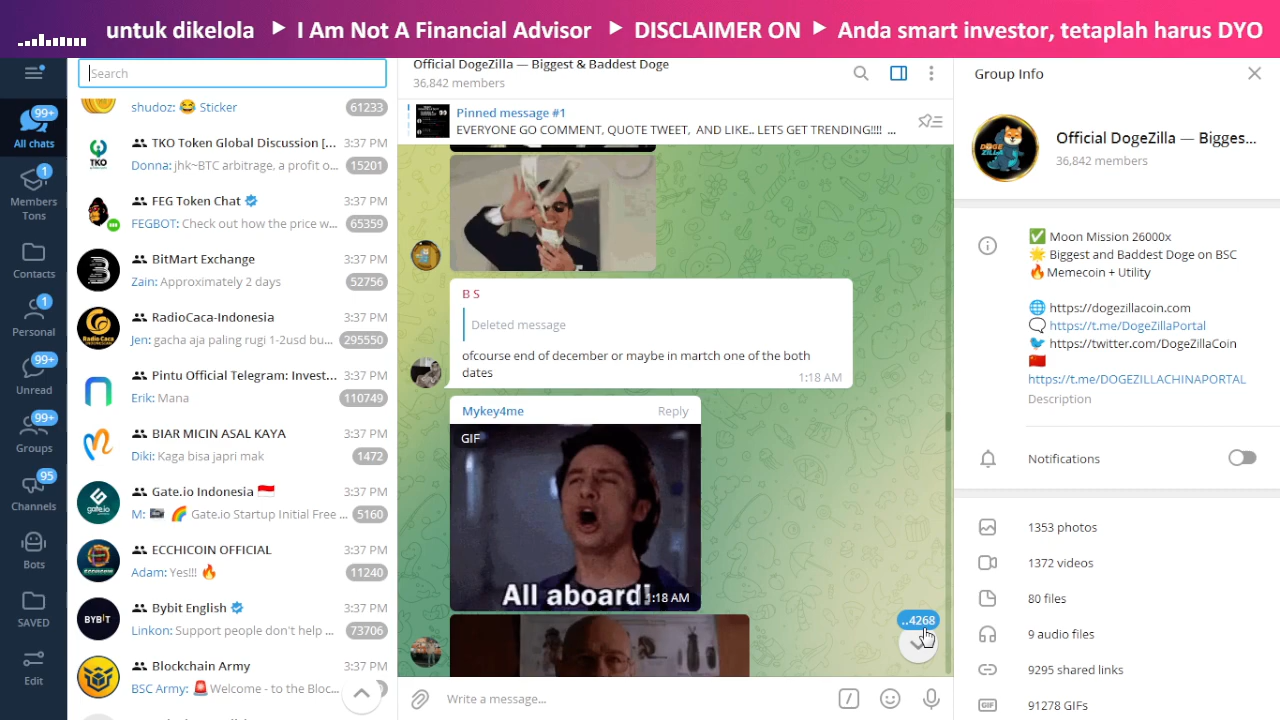 untuk dikelola ▶ I Am Not A Financial Advisor ▶ DISCLAIMER ON ▶ Anda smart investor, tetaplah harus DYO
Search
shudoz: 😂 Sticker 61233
TKO Token Global Discussion [... 3:37 PM
Donna: jhk~BTC arbitrage, a profit o... 15201
FEG Token Chat 3:37 PM
FEGBOT: Check out how the price w... 65359
BitMart Exchange 3:37 PM
Zain: Approximately 2 days 52756
RadioCaca-Indonesia 3:37 PM
Jen: gacha aja paling rugi 1-2usd bu... 295550
Pintu Official Telegram: Invest... 3:37 PM
Erik: Mana 110749
BIAR MICIN ASAL KAYA 3:37 PM
Diki: Kaga bisa japri mak 1472
Gate.io Indonesia 🇮🇩 3:37 PM
M: 🌈 Gate.io Startup Initial Free ... 5160
ECCHICOIN OFFICIAL 3:37 PM
Adam: Yes!!! 🔥 11240
Bybit English 3:37 PM
Linkon: Support people don't help ... 73706
Blockchain Army 3:37 PM
BSC Army: 🚨 Welcome - to the Bloc...
99+
All chats
1
Members
Tons
Contacts
1
Personal
99+
Unread
99+
Groups
95
Channels
Bots
SAVED
Edit
TKO
gate.io
BYBIT
Official DogeZilla — Biggest & Baddest Doge
36,842 members
Pinned message #1
EVERYONE GO COMMENT, QUOTE TWEET, AND LIKE.. LETS GET TRENDING!!!! ...
B S
Deleted message
ofcourse end of december or maybe in martch one of the both
dates
1:18 AM
Mykey4me Reply
GIF
All aboard!
1:18 AM
..4268
Write a message...
Group Info
Official DogeZilla — Bigges...
36,842 members
✅ Moon Mission 26000x
🌟 Biggest and Baddest Doge on BSC
🔥Memecoin + Utility
🌐 https://dogezillacoin.com
🗨 https://t.me/DogeZillaPortal
🐦 https://twitter.com/DogeZillaCoin
🇨🇳
https://t.me/DOGEZILLACHINAPORTAL
Description
Notifications
1353 photos
1372 videos
80 files
9 audio files
9295 shared links
GIF 91278 GIFs